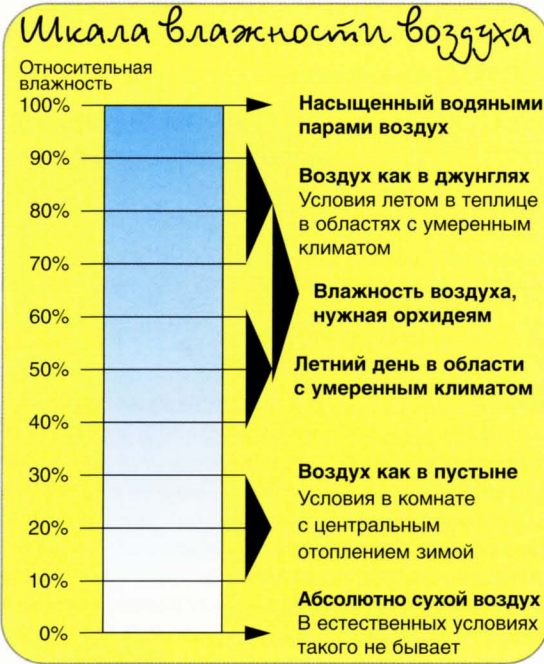 Шкала влажности воздуха
Относительная
влажность
100%
90%
80%
70%
60%
50%
40%
30%
20%
10%
0%
Насыщенный водяными
парами воздух
Воздух как в джунглях
Условия летом в теплице
в областях с умеренным
климатом
Влажность воздуха,
нужная орхидеям
Летний день в области
с умеренным климатом
Воздух как в пустыне
Условия в комнате
с центральным
отоплением зимой
Абсолютно сухой воздух
В естественных условиях
такого не бывает